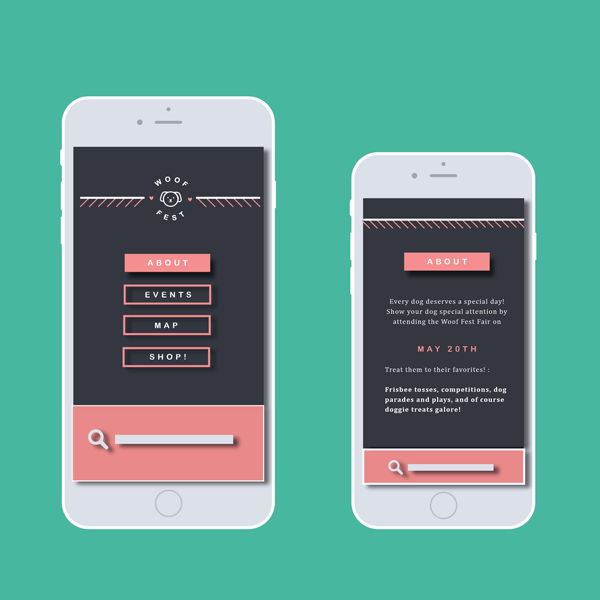 WOOF
FEST
ABOUT
EVENTS
MAP
SHOP!
ABOUT
Every dog deserves a special day!
Show your dog special attention by
attending the Woof Fest Fair on
MAY 20TH
Treat them to their favorites! :
Frisbee tosses, competitions, dog
parades and plays, and of course
doggie treats galore!